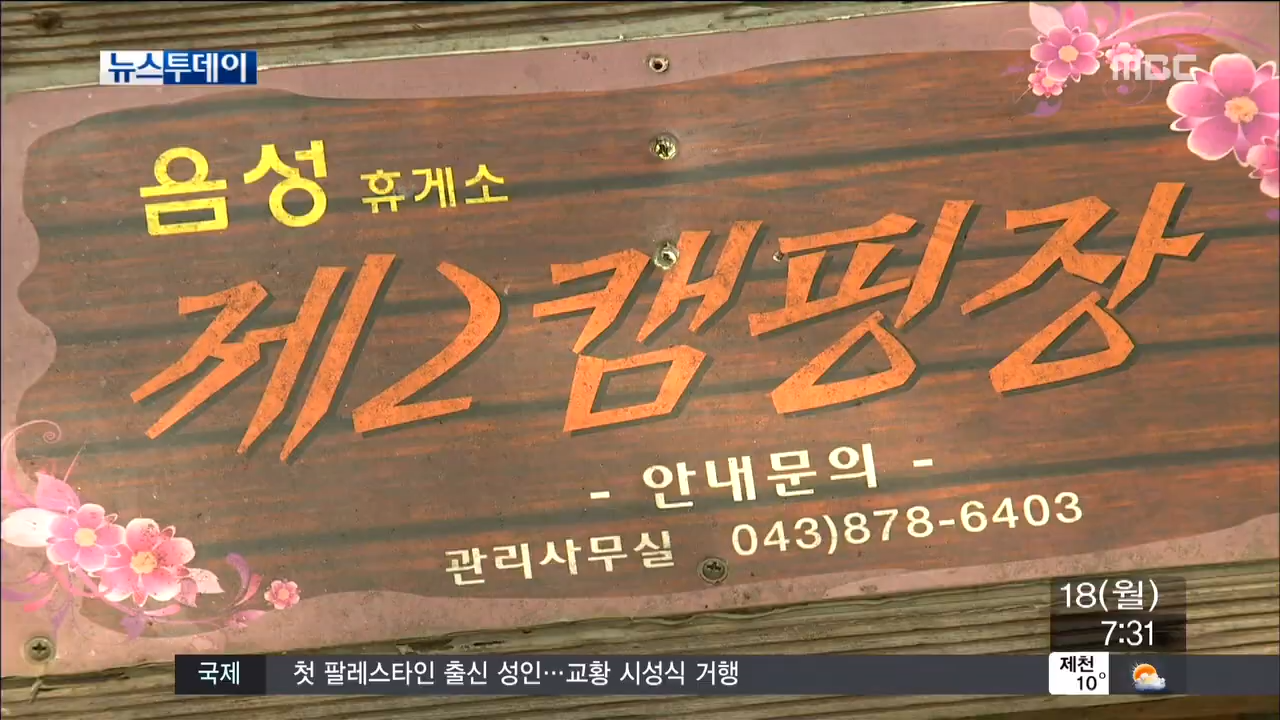 뉴스투데이
MBC
음성 휴게소
제2캠핑장
- 안내문의 -
관리사무실 043)878-6403
18(월)
7:31
국제 첫 팔레스타인 출신 성인…교황 시성식 거행
제천
10°